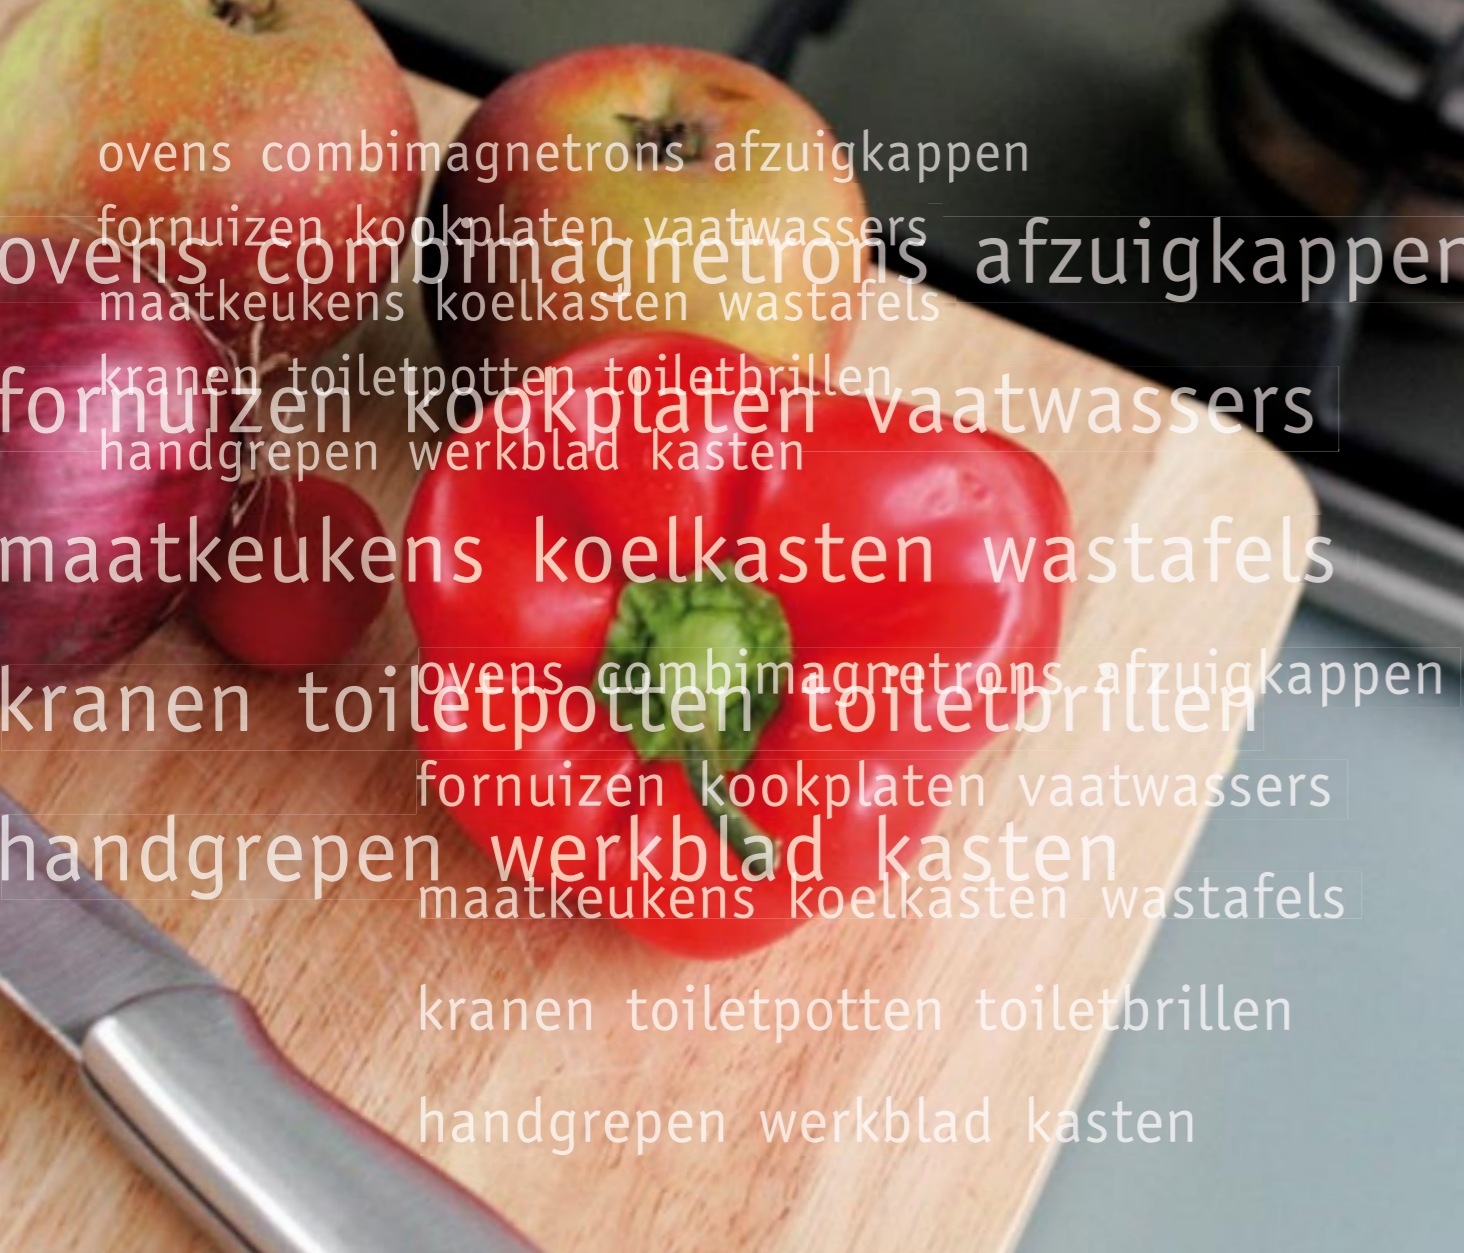 ovens combimagnetrons afzuigkappen
fornuizen kookplaten vaatwassers
ovens combimagnetrons afzuigkappen
maatkeukens koelkasten wastafels
kranen toiletpotten toiletbrillen
fornuizen kookplaten vaatwassers
handgrepen werkblad kasten
maatkeukens koelkasten wastafels
ovens combimagnetrons afzuigkappen
kranen toiletpotten toiletbrillen
fornuizen kookplaten vaatwassers
handgrepen werkblad kasten
maatkeukens koelkasten wastafels
kranen toiletpotten toiletbrillen
handgrepen werkblad kasten